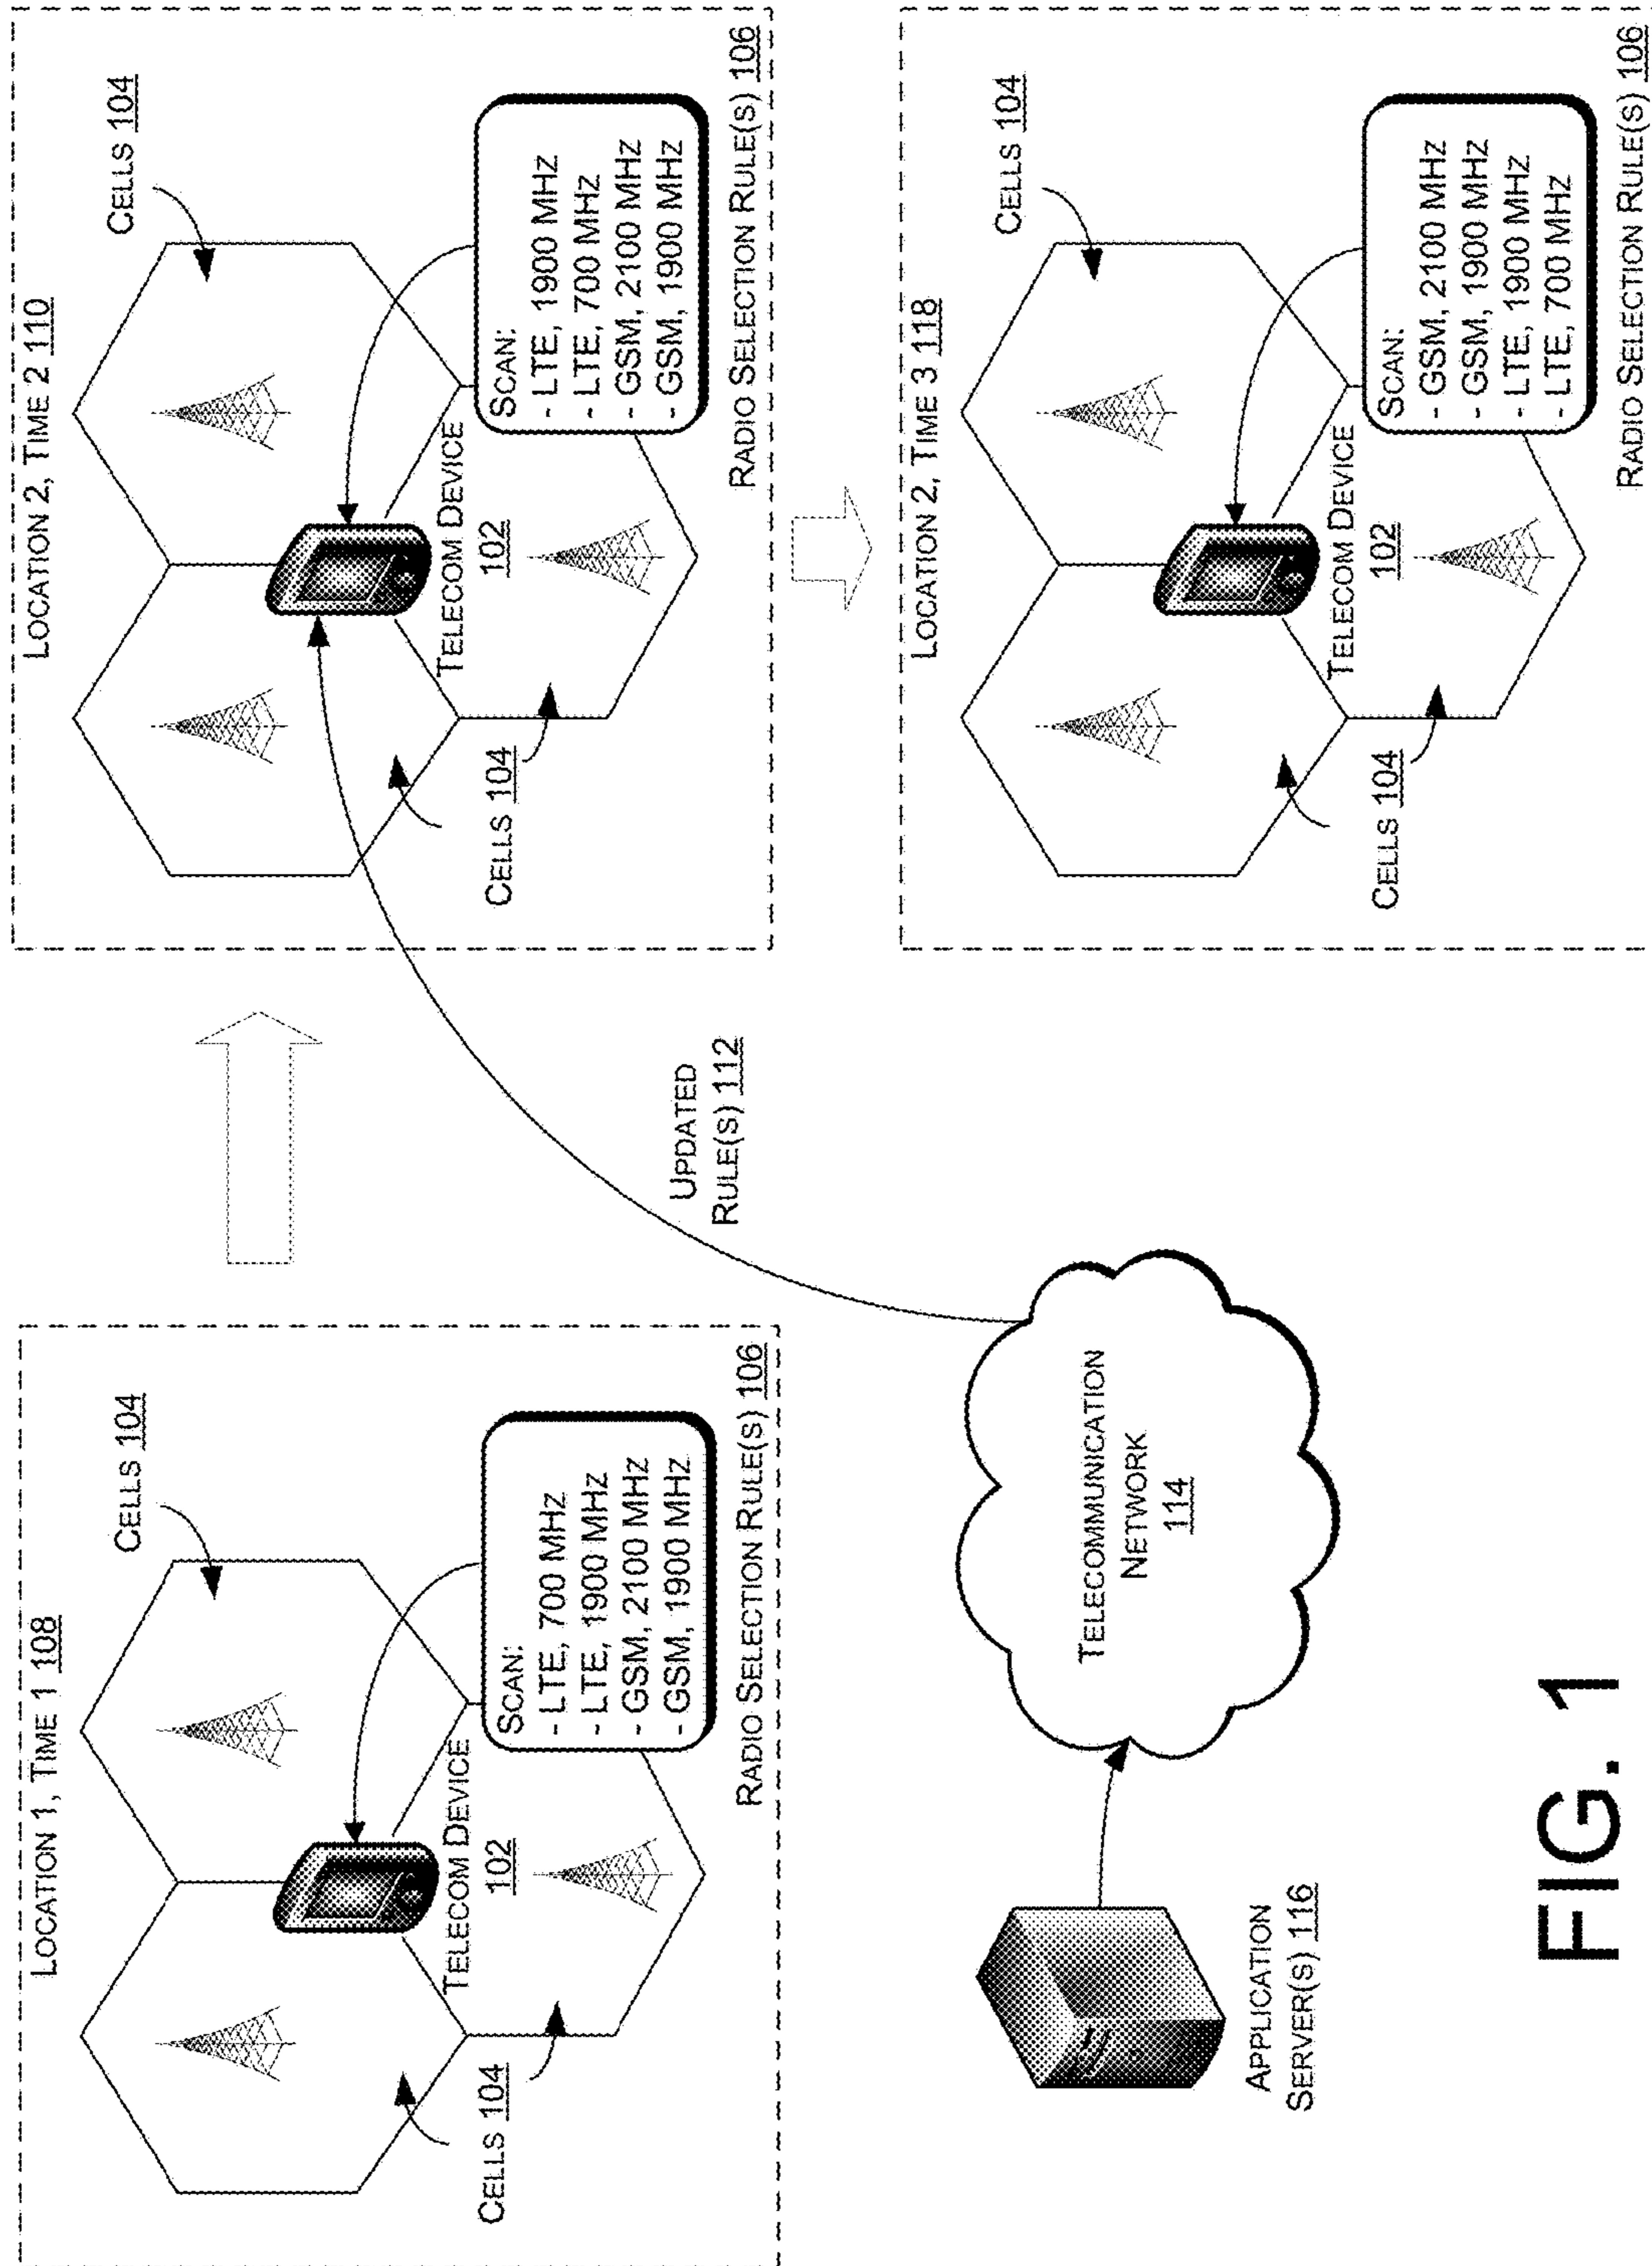 LOCATION 1, TIME 1 108
CELLS 104
TELECOM DEVICE
102
CELLS 104
SCAN:
- LTE, 700 MHZ
- LTE, 1900 MHZ
- GSM, 2100 MHZ
- GSM, 1900 MHZ
RADIO SELECTION RULE(S) 106
LOCATION 2, TIME 2 110
CELLS 104
TELECOM DEVICE
102
CELLS 104
SCAN:
- LTE, 1900 MHZ
- LTE, 700 MHZ
- GSM, 2100 MHZ
- GSM, 1900 MHZ
RADIO SELECTION RULE(S) 106
UPDATED
RULE(S) 112
TELECOMMUNICATION
NETWORK
114
APPLICATION
SERVER(S) 116
LOCATION 2, TIME 3 118
CELLS 104
TELECOM DEVICE
102
CELLS 104
SCAN:
- GSM, 2100 MHZ
- GSM, 1900 MHZ
- LTE, 1900 MHZ
- LTE, 700 MHZ
RADIO SELECTION RULE(S) 106
FIG. 1